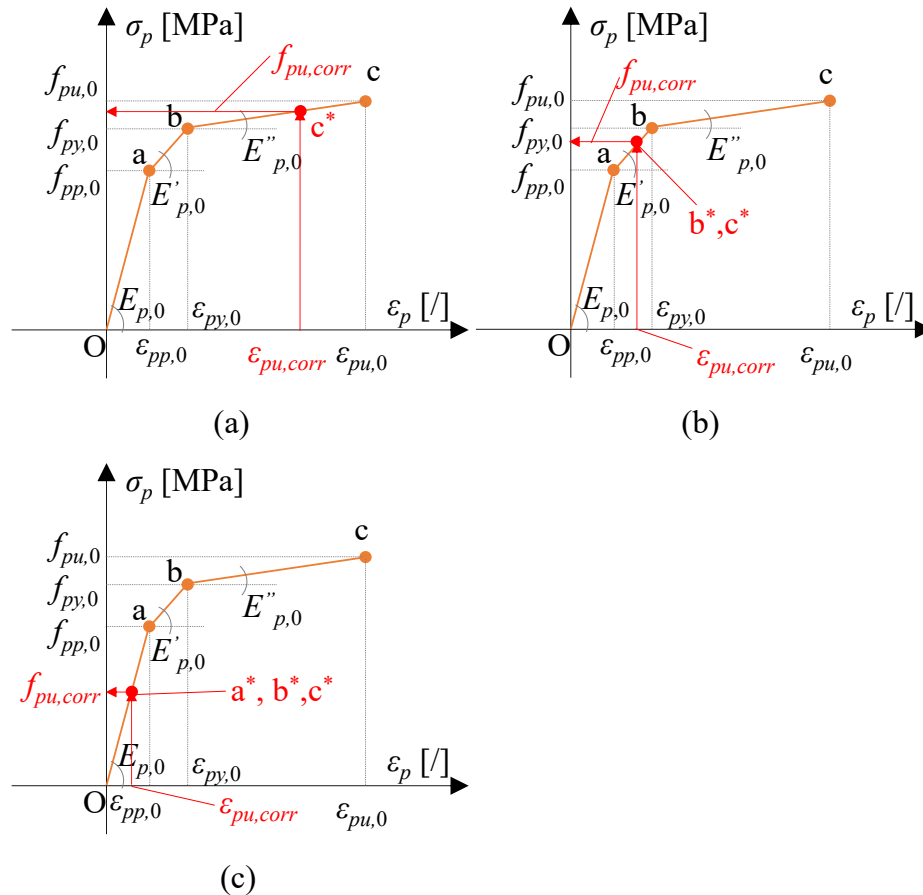 σp [MPa]
fpu,corr
fpu,0
c
b
c*
fpy,0
E''p,0
a
fpp,0
E'p,0
Ep,0
εpy,0
εp [/]
O
εpp,0
εpu,corr
εpu,0
(a)
σp [MPa]
fpu,corr
fpu,0
c
b
fpy,0
E''p,0
a
fpp,0
E'p,0
b*,c*
Ep,0
εpy,0
εp [/]
O
εpp,0
εpu,0
εpu,corr
(b)
σp [MPa]
c
fpu,0
b
fpy,0
E''p,0
a
fpp,0
E'p,0
fpu,corr
a*, b*,c*
Ep,0
εpy,0
εp [/]
O
εpp,0
εpu,corr
εpu,0
(c)